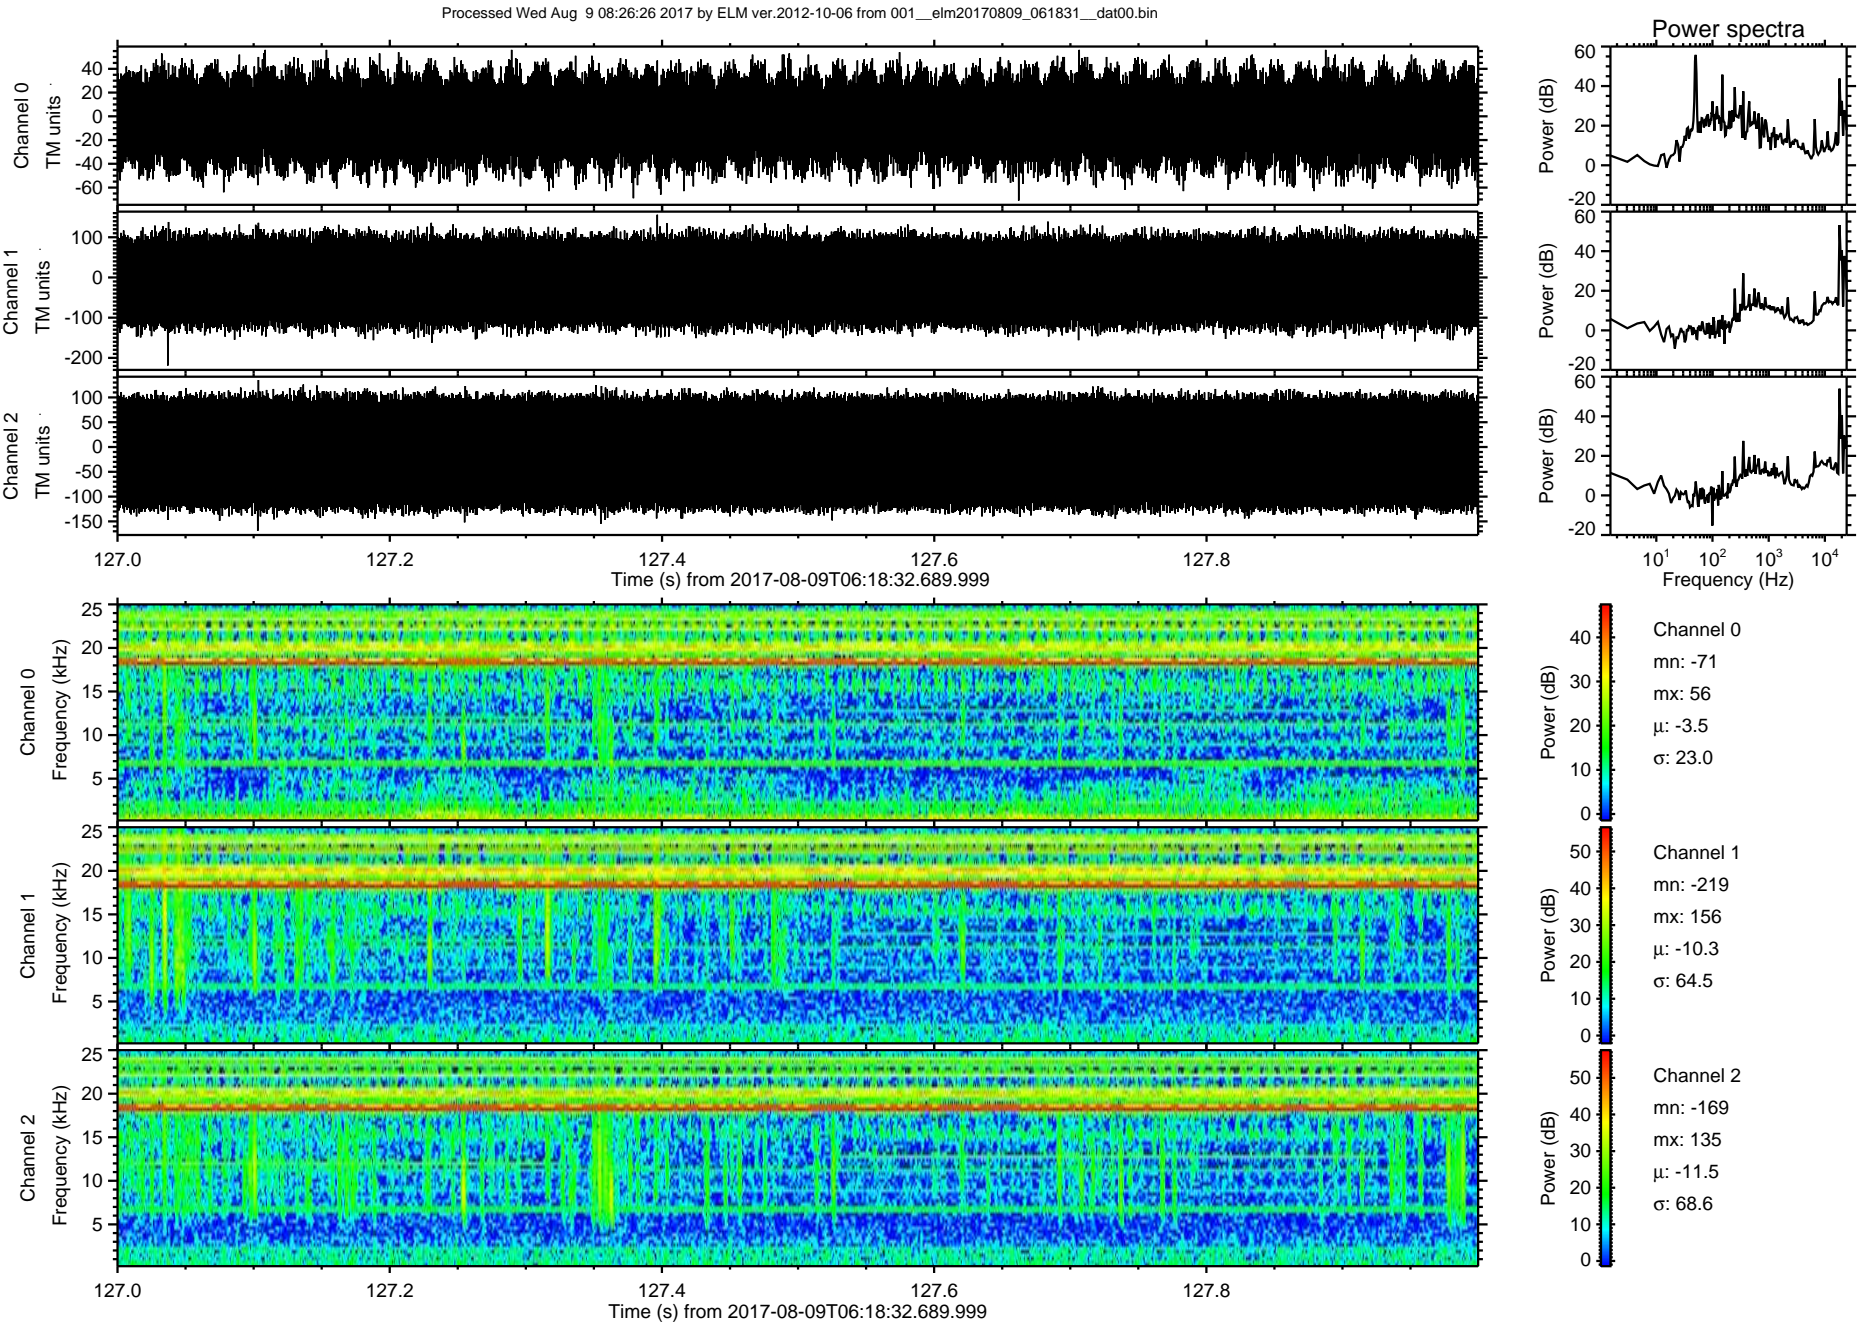 Processed Wed Aug  9 08:26:26 2017 by ELM ver.2012-10-06 from 001__elm20170809_061831__dat00.bin
Power spectra
Channel 0
TM units
40
20
0
-20
-40
-60
Power (dB)
60
40
20
0
-20
Channel 1
TM units
100
0
-100
-200
Power (dB)
60
40
20
0
-20
Channel 2
TM units
100
50
0
-50
-100
-150
Power (dB)
60
40
20
0
-20
127.0 127.2 127.4 127.6 127.8
Time (s) from 2017-08-09T06:18:32.689.999
10^1 10^2 10^3 10^4
Frequency (Hz)
Channel 0
Frequency (kHz)
25
20
15
10
5
Power (dB)
40
30
20
10
0
Channel 0
mn: -71
mx: 56
μ: -3.5
σ: 23.0
Channel 1
Frequency (kHz)
25
20
15
10
5
Power (dB)
50
40
30
20
10
0
Channel 1
mn: -219
mx: 156
μ: -10.3
σ: 64.5
Channel 2
Frequency (kHz)
25
20
15
10
5
Power (dB)
50
40
30
20
10
0
Channel 2
mn: -169
mx: 135
μ: -11.5
σ: 68.6
127.0 127.2 127.4 127.6 127.8
Time (s) from 2017-08-09T06:18:32.689.999